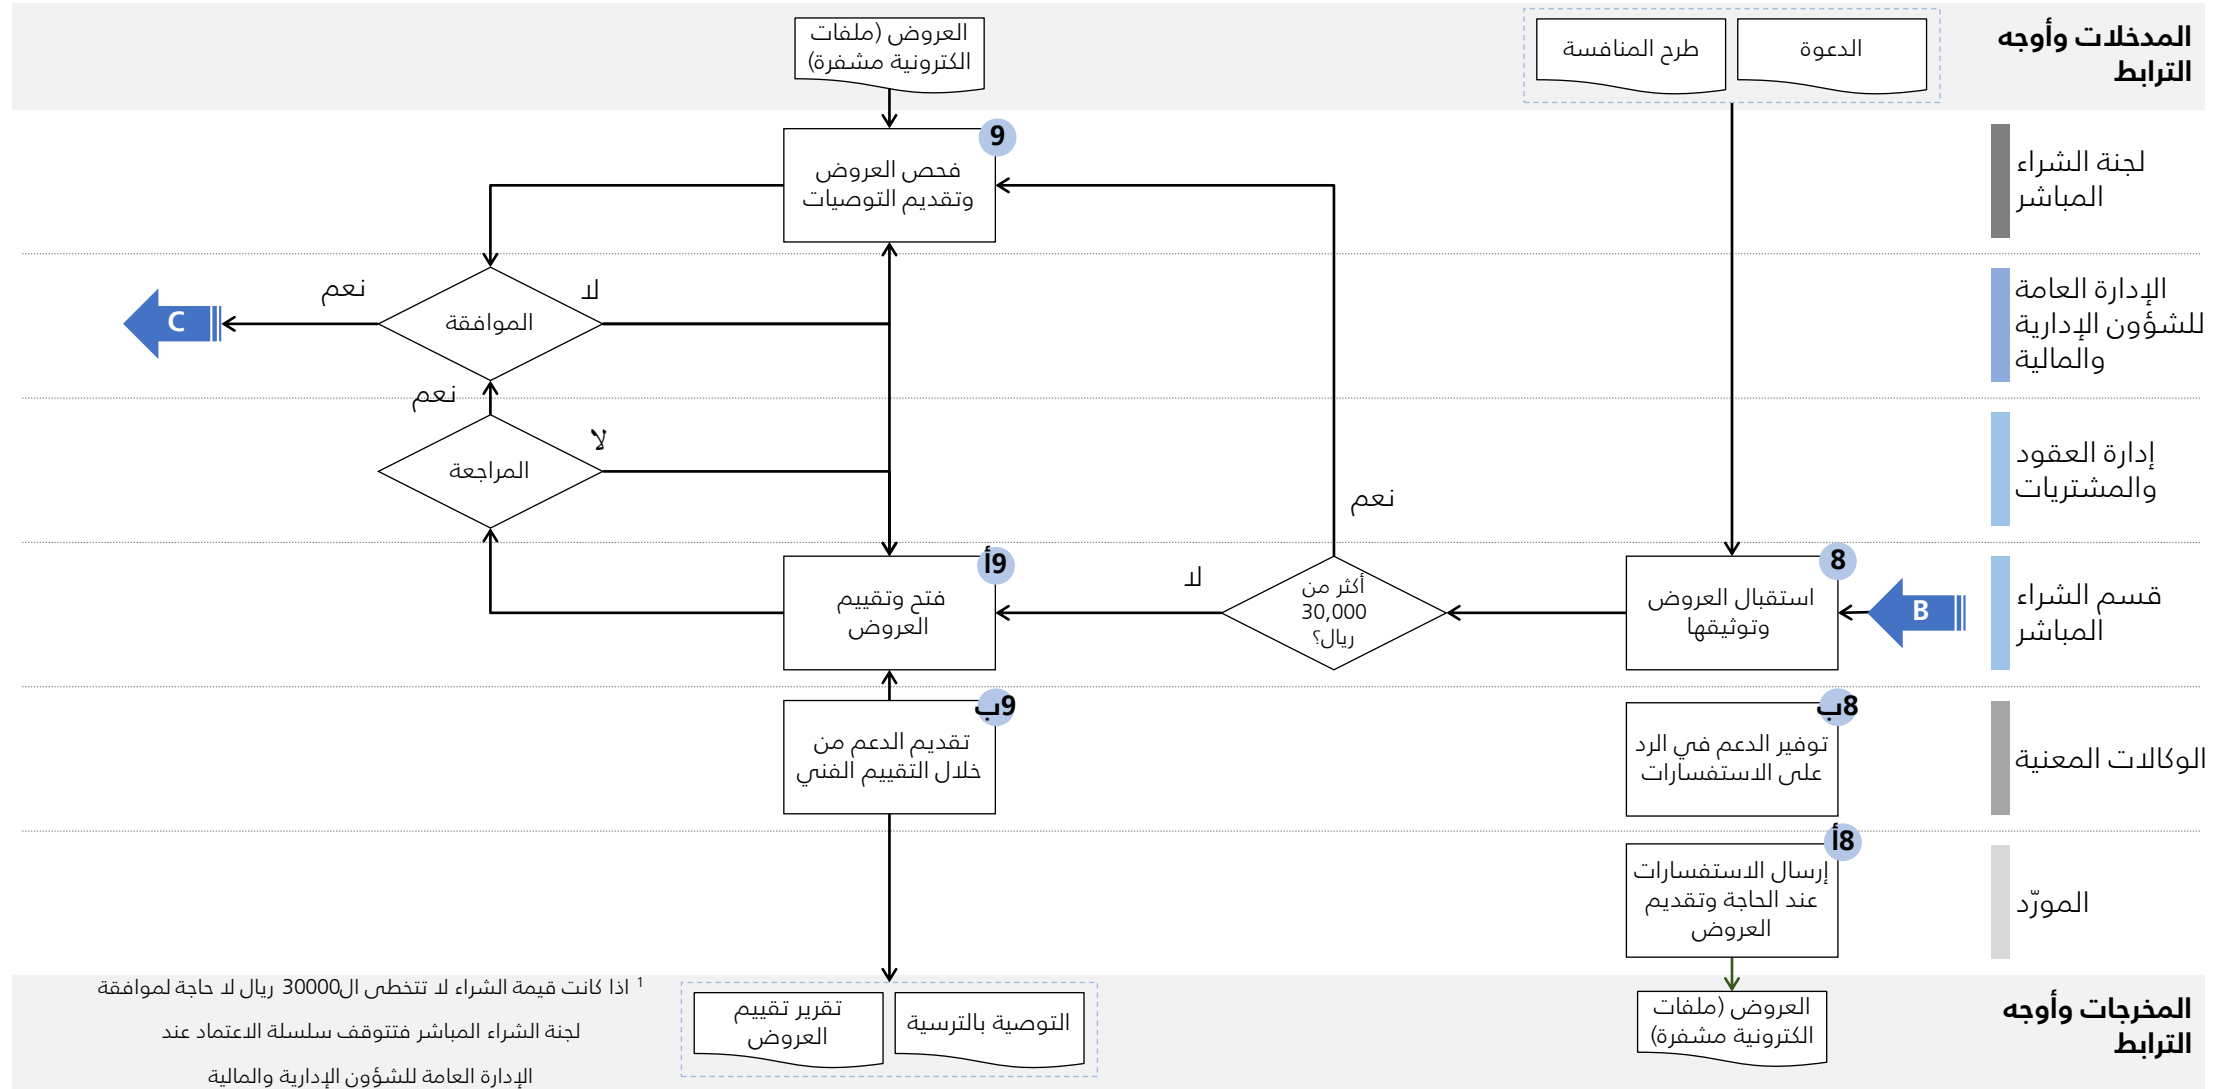 المدخلات وأوجه
الترابط
الدعوة
طرح المنافسة
العروض (ملفات
الكترونية مشفرة)
لجنة الشراء
المباشر
9
فحص العروض
وتقديم التوصيات
الإدارة العامة
للشؤون الإدارية
والمالية
لا
الموافقة
نعم
C
إدارة العقود
والمشتريات
نعم
لا
المراجعة
نعم
قسم الشراء
المباشر
B
8
استقبال العروض
وتوثيقها
أكثر من
30,000
ريال؟
لا
9أ
فتح وتقييم
العروض
الوكالات المعنية
8ب
توفير الدعم في الرد
على الاستفسارات
9ب
تقديم الدعم من
خلال التقييم الفني
المورّد
8أ
إرسال الاستفسارات
عند الحاجة وتقديم
العروض
المخرجات وأوجه
الترابط
العروض (ملفات
الكترونية مشفرة)
التوصية بالترسية
تقرير تقييم
العروض
1 اذا كانت قيمة الشراء لا تتخطى ال30000 ريال لا حاجة لموافقة
لجنة الشراء المباشر فتتوقف سلسلة الاعتماد عند
الإدارة العامة للشؤون الإدارية والمالية